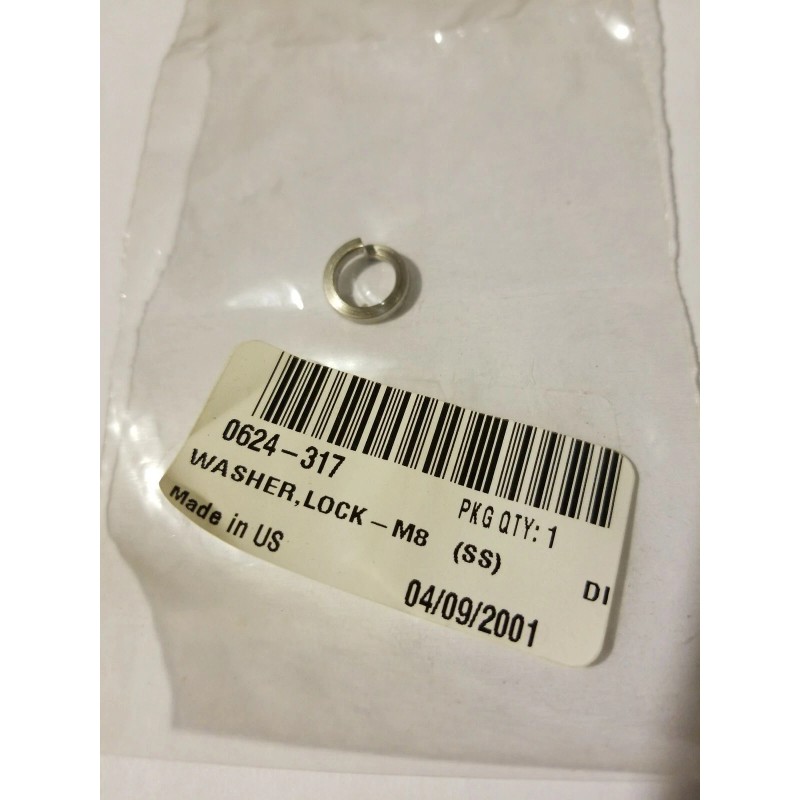 0624-317 PKG QTY: 1
WASHER,LOCK-M8 (SS)
Made in US DI
04/09/2001